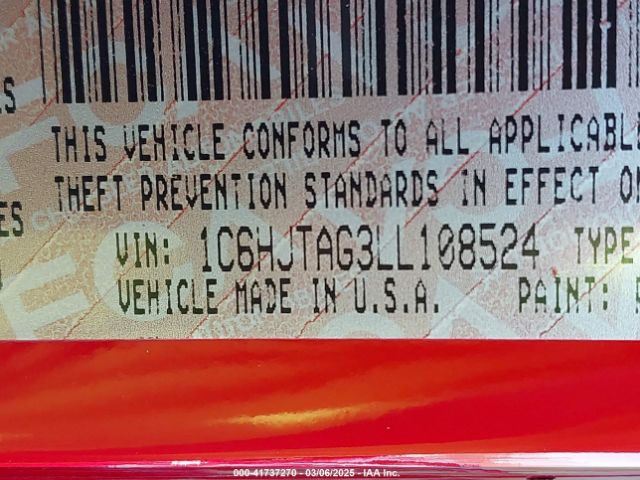 THIS VEHICLE CONFORMS TO ALL
THEFT PREVENTION STANDARDS IN EFFECT
VIN: 1C6HJTAG3LL108524 TYPE
VEHICLE MADE IN U.S.A. PAINT:
000-41737270 - 03/06/2025 - IAA Inc.